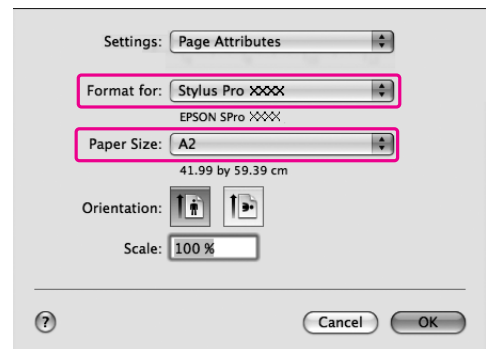 Settings: Page Attributes
Format for: Stylus Pro XXXX
EPSON SPro XXXX
Paper Size: A2
41.99 by 59.39 cm
Orientation:
Scale: 100 %
? Cancel OK